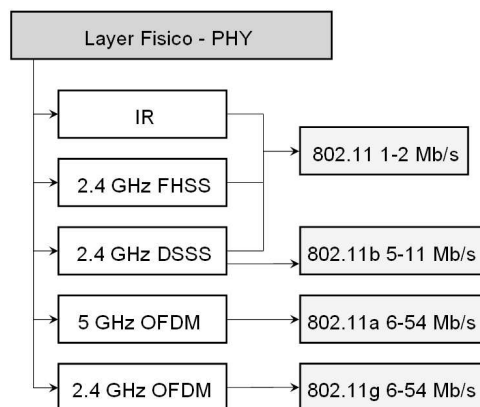 Layer Fisico - PHY
IR
802.11 1-2 Mb/s
2.4 GHz FHSS
2.4 GHz DSSS
802.11b 5-11 Mb/s
5 GHz OFDM
802.11a 6-54 Mb/s
2.4 GHz OFDM
802.11g 6-54 Mb/s